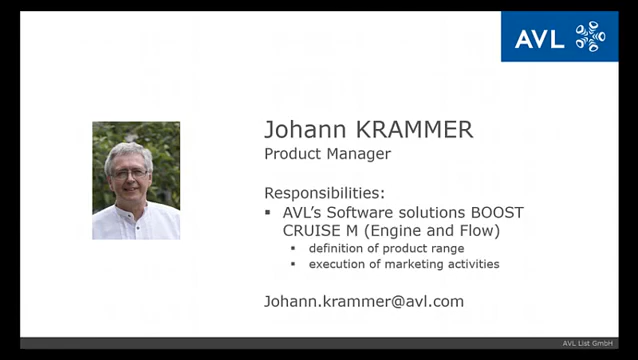 AVL
Johann KRAMMER
Product Manager
Responsibilities:
▪ AVL's Software solutions BOOST
CRUISE M (Engine and Flow)
▪ definition of product range
▪ execution of marketing activities
Johann.krammer@avl.com
AVL List GmbH